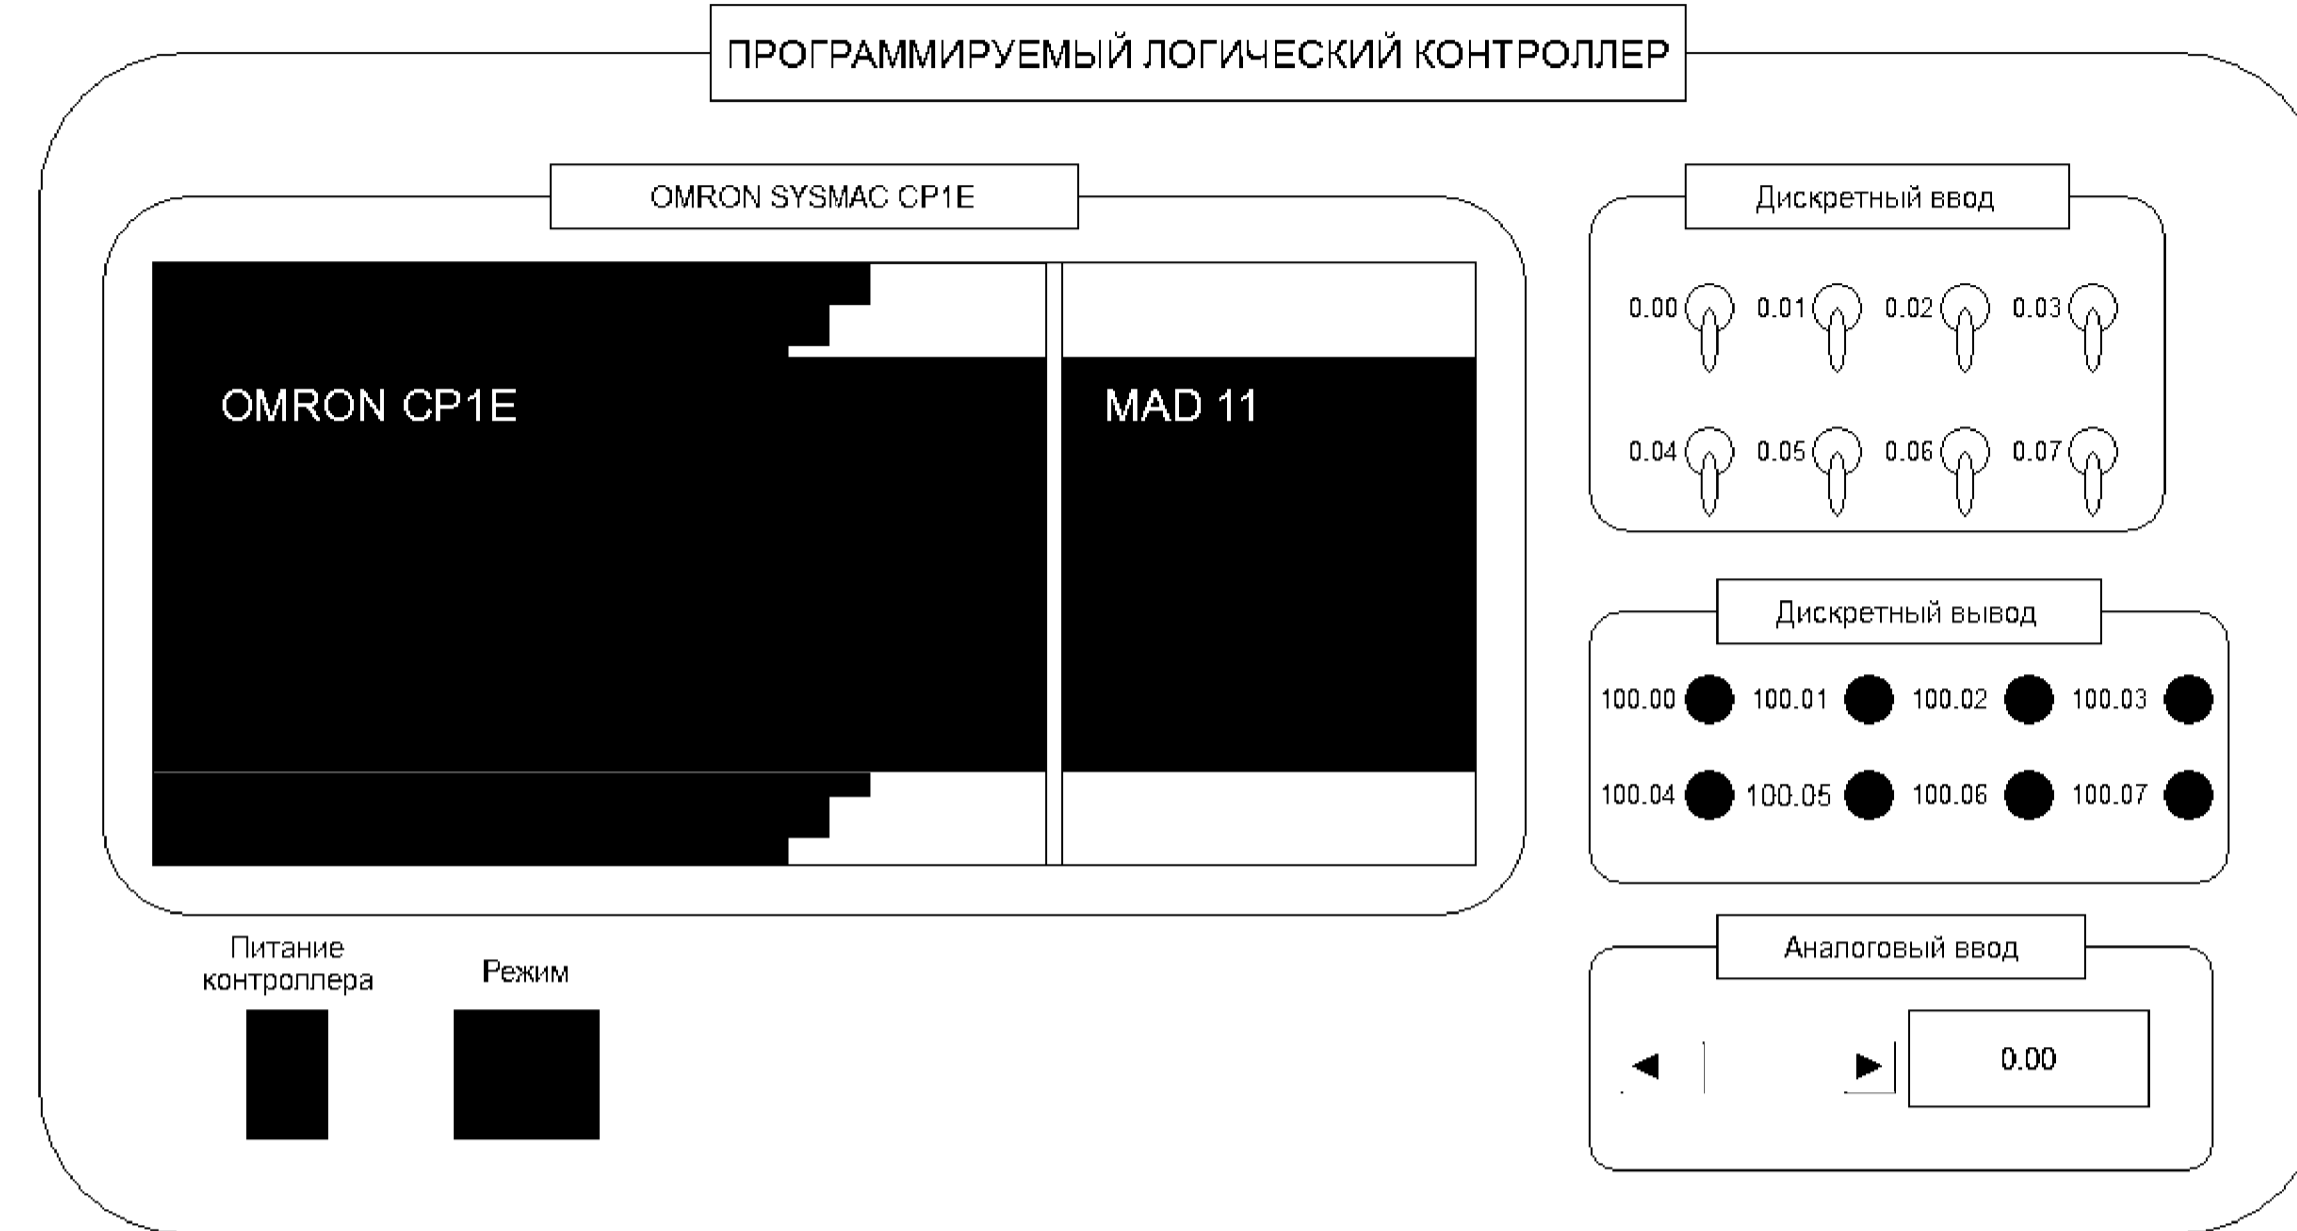 ПРОГРАММИРУЕМЫЙ ЛОГИЧЕСКИЙ КОНТРОЛЛЕР
OMRON SYSMAC CP1E
OMRON CP1E
MAD 11
Питание
контроллера
Режим
Дискретный ввод
0.00 0.01 0.02 0.03
0.04 0.05 0.06 0.07
Дискретный вывод
100.00 100.01 100.02 100.03
100.04 100.05 100.06 100.07
Аналоговый ввод
0.00